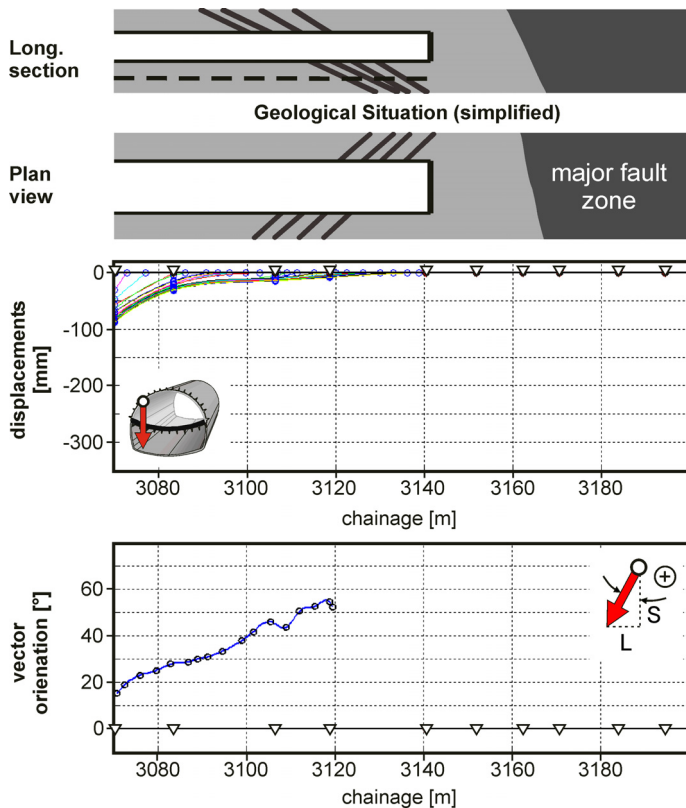 Long.
section
Geological Situation (simplified)
Plan
view
major fault
zone
displacements
[mm]
0
-100
-200
-300
3080
3100
3120
3140
3160
3180
chainage [m]
vector
orienation [°]
60
40
20
0
+
S
L
3080
3100
3120
3140
3160
3180
chainage [m]